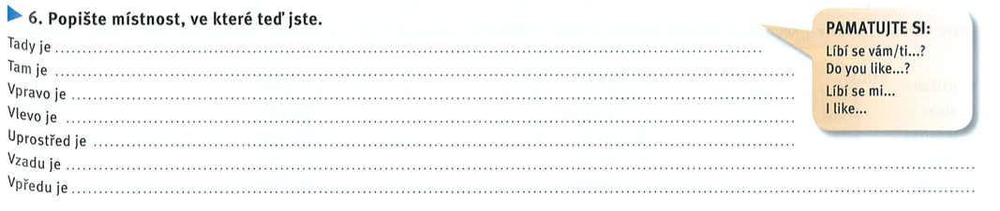 6. Popište místnost, ve které teď jste.
Tady je ................................................................
Tam je ................................................................
Vpravo je ................................................................
Vlevo je ................................................................
Uprostřed je ................................................................
Vzadu je ................................................................
Vpředu je ................................................................
PAMATUJTE SI:
Líbí se vám/ti...?
Do you like...?
Líbí se mi...
I like...